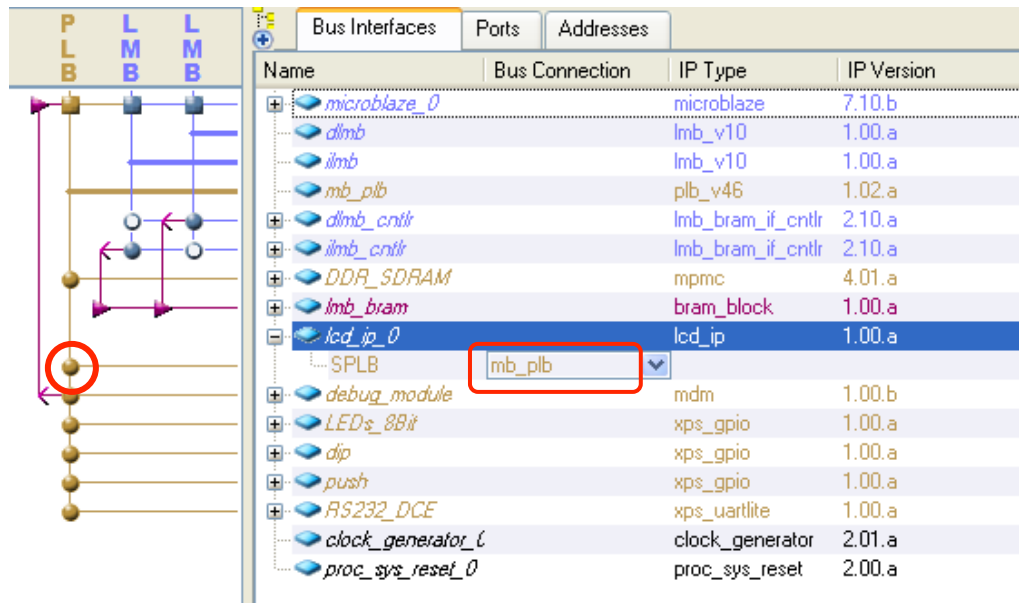 PLB LMB LMB
Bus Interfaces Ports Addresses
Name Bus Connection IP Type IP Version
microblaze_0 microblaze 7.10.b
dlmb lmb_v10 1.00.a
ilmb lmb_v10 1.00.a
mb_plb plb_v46 1.02.a
dlmb_cntlr lmb_bram_if_cntlr 2.10.a
ilmb_cntlr lmb_bram_if_cntlr 2.10.a
DDR_SDRAM mpmc 4.01.a
lmb_bram bram_block 1.00.a
lcd_ip_0 lcd_ip 1.00.a
SPLB mb_plb
debug_module mdm 1.00.b
LEDs_8Bit xps_gpio 1.00.a
dip xps_gpio 1.00.a
push xps_gpio 1.00.a
RS232_DCE xps_uartlite 1.00.a
clock_generator_ clock_generator 2.01.a
proc_sys_reset_0 proc_sys_reset 2.00.a